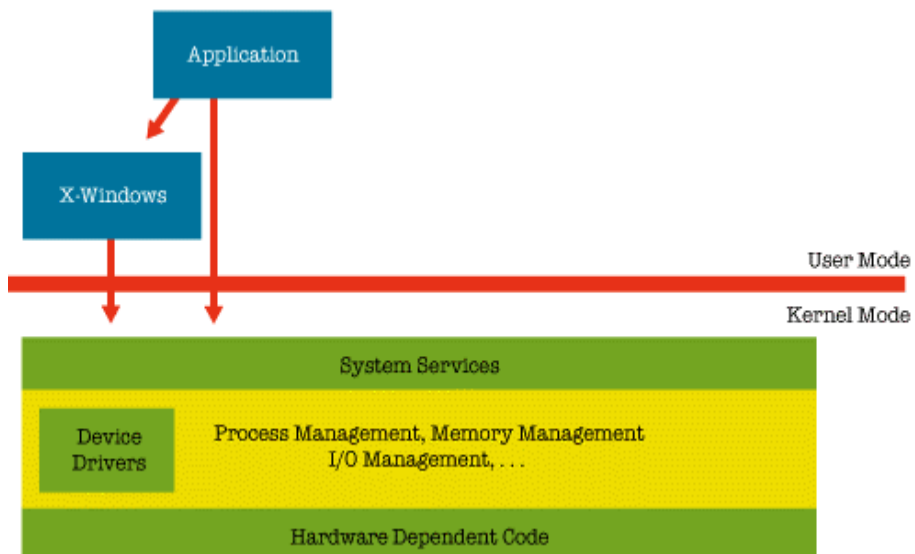 Application
X-Windows
User Mode
Kernel Mode
System Services
Device
Drivers
Process Management, Memory Management
I/O Management, . . .
Hardware Dependent Code